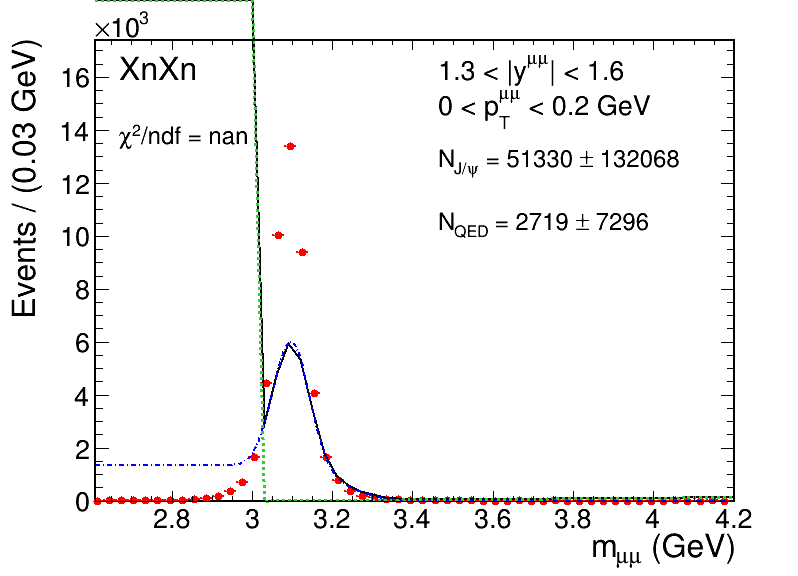 ×10³
XnXn
1.3 < |y^μμ| < 1.6
0 < p_T^μμ < 0.2 GeV
χ²/ndf = nan
N_J/ψ = 51330 ± 132068
N_QED = 2719 ± 7296
Events / (0.03 GeV)
16
14
12
10
8
6
4
2
0
2.8 3 3.2 3.4 3.6 3.8 4 4.2
m_μμ (GeV)